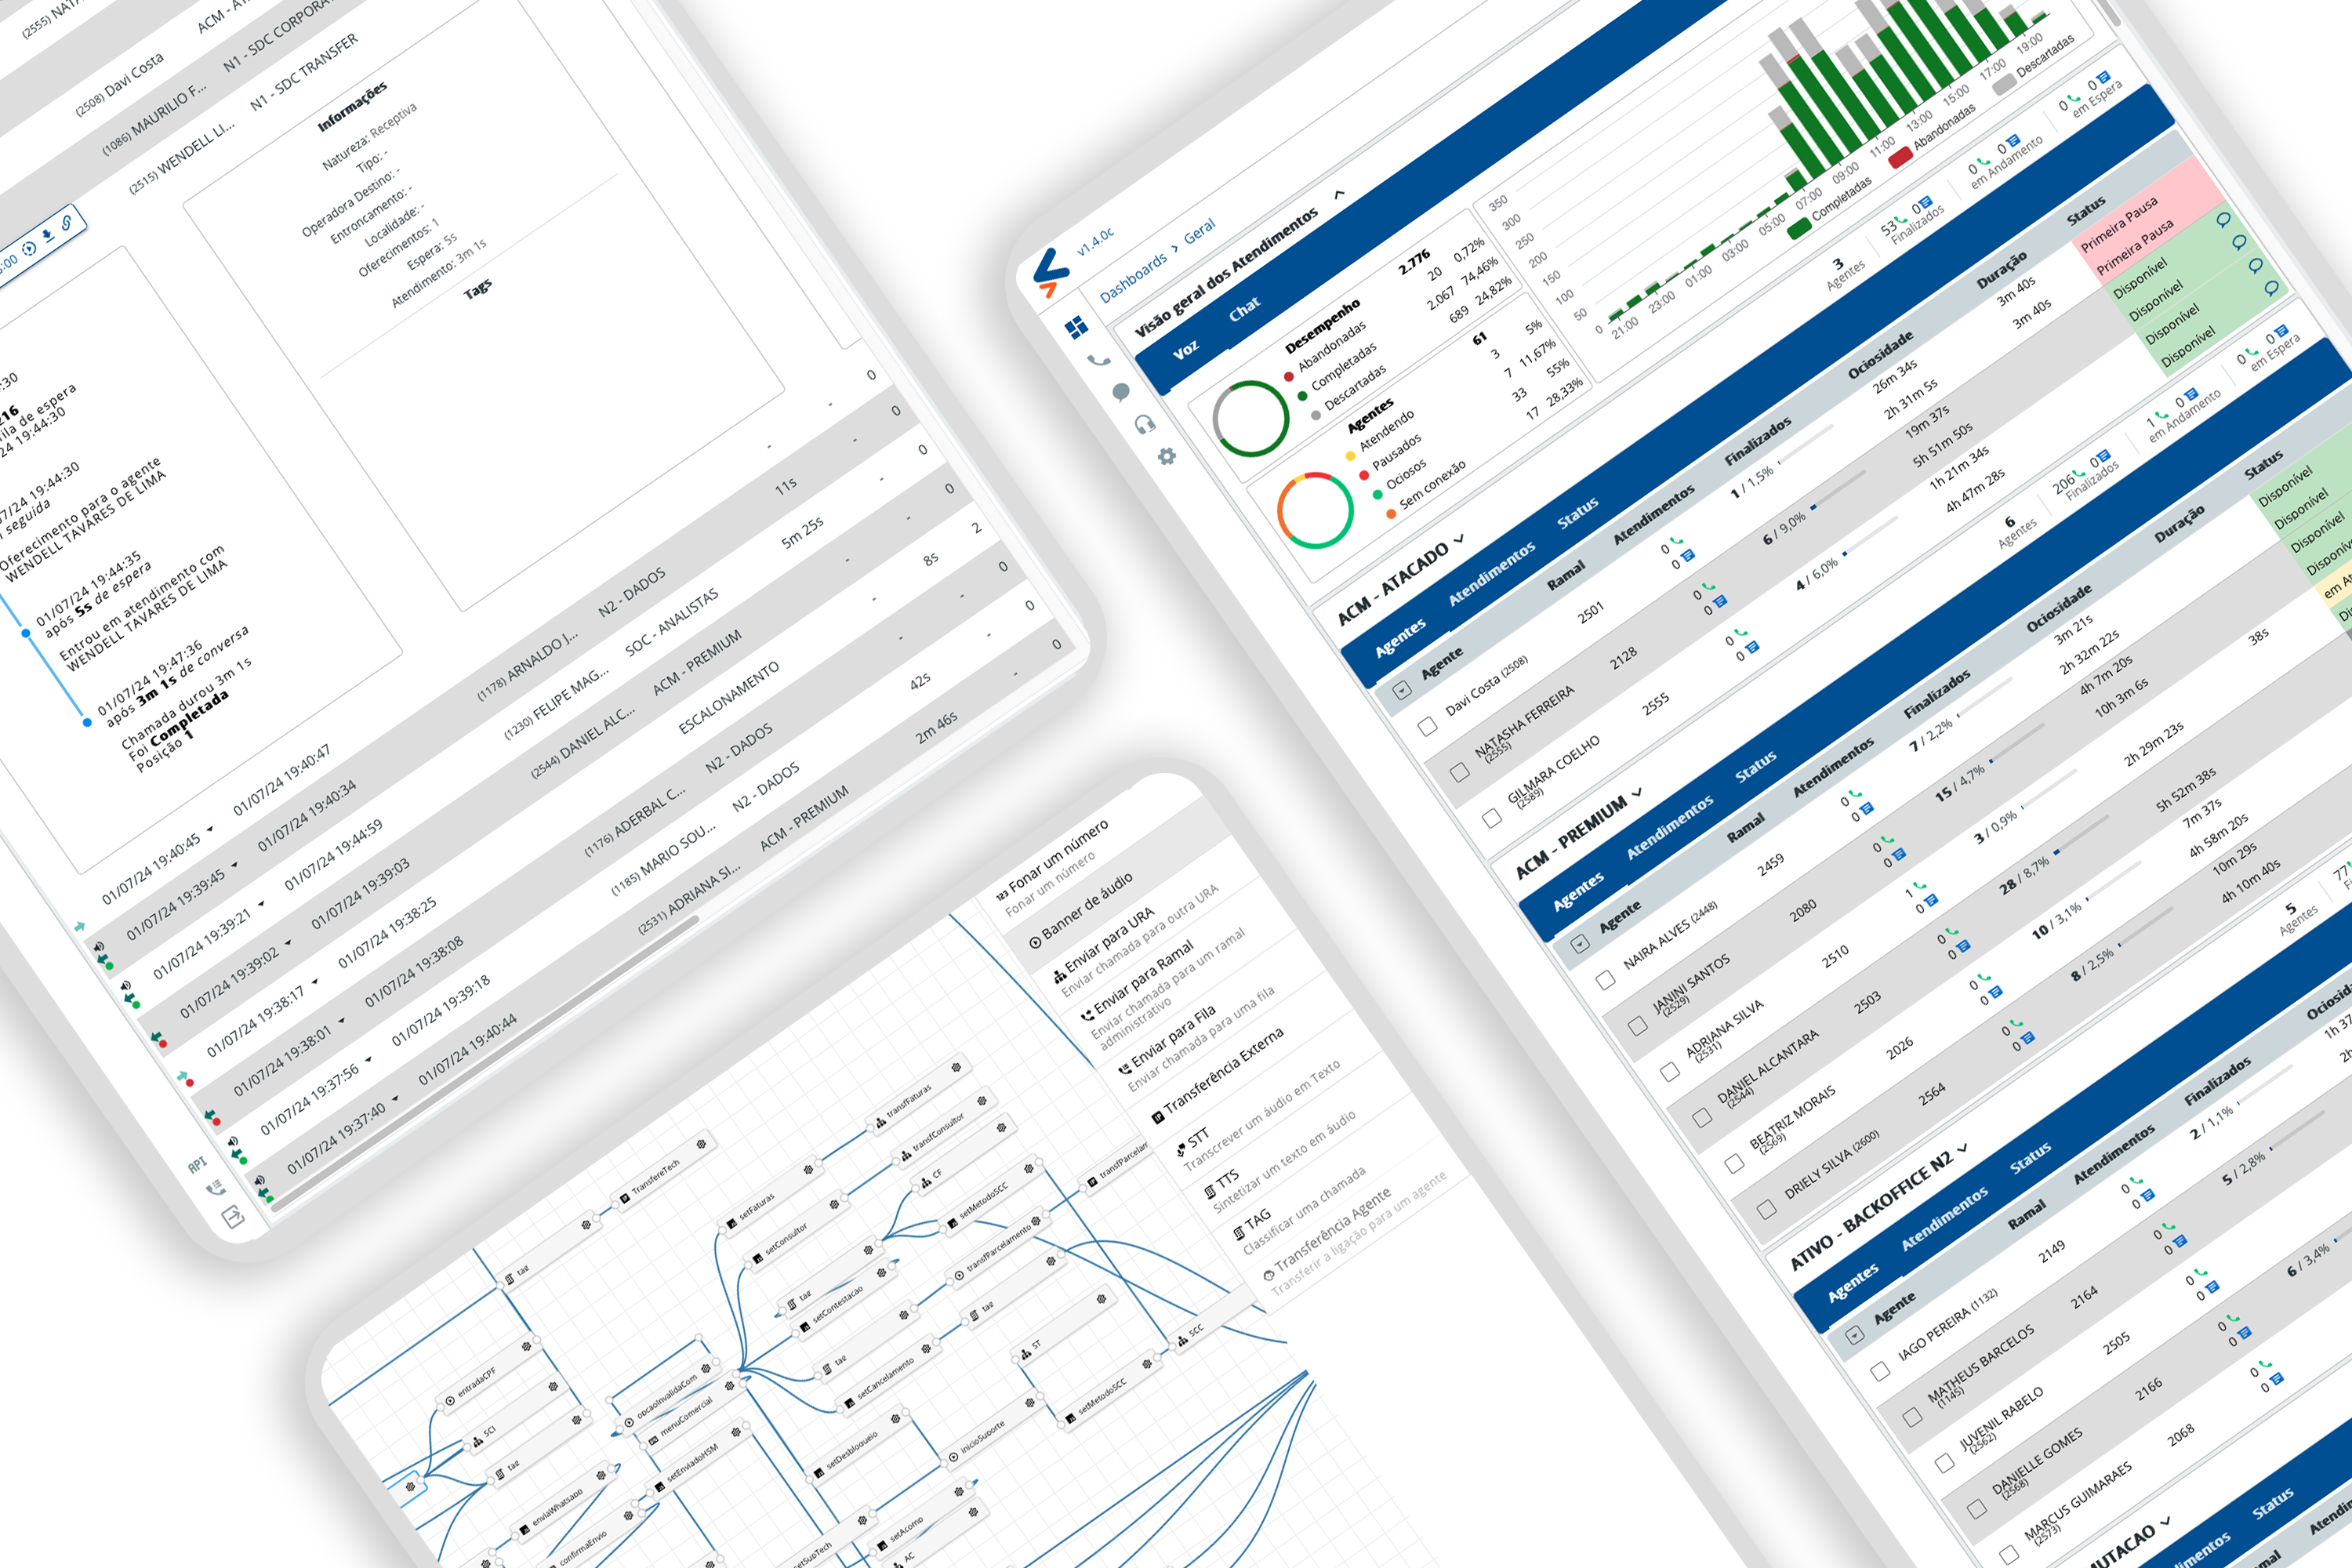 (2555) NATA
(2508) Davi Costa
ACM - AT
(1086) MAURILIO F...
N1 - SDC CORPORAT
(2515) WENDELL LI...
N1 - SDC TRANSFER
Informações
Natureza: Receptiva
Tipo: -
Operadora Destino: -
Entroncamento: -
Localidade: -
Oferecimentos: 1
Espera: 5s
Atendimento: 3m 1s
Tags
:30
fila de espera
/24 19:44:30
07/24 19:44:30
seguida
Oferecimento para o agente
WENDELL TAVARES DE LIMA
01/07/24 19:44:35
após 5s de espera
Entrou em atendimento com
WENDELL TAVARES DE LIMA
01/07/24 19:47:36
após 3m 1s de conversa
Chamada durou 3m 1s
Foi Completada
Posição 1
01/07/24 19:40:45
01/07/24 19:40:47
(1178) ARNALDO J...
N2 - DADOS
11s
-
0
01/07/24 19:39:45
01/07/24 19:40:34
(1230) FELIPE MAG...
SOC - ANALISTAS
5m 25s
-
0
01/07/24 19:39:21
01/07/24 19:44:59
(2544) DANIEL ALC...
ACM - PREMIUM
-
0
01/07/24 19:39:02
01/07/24 19:39:03
ESCALONAMENTO
8s
2
01/07/24 19:38:17
01/07/24 19:38:25
(1176) ADERBAL C...
N2 - DADOS
-
0
01/07/24 19:38:01
01/07/24 19:38:08
(1185) MARIO SOU...
N2 - DADOS
42s
-
0
01/07/24 19:37:56
01/07/24 19:39:18
(2531) ADRIANA SI...
ACM - PREMIUM
2m 46s
-
0
01/07/24 19:37:40
01/07/24 19:40:44
API
v1.4.0c
Dashboards > Geral
Visão geral dos Atendimentos
Voz
Chat
Desempenho
2.776
Abandonadas
20
0,72%
Completadas
2.067
74,46%
Descartadas
689
24,82%
Agentes
61
Atendendo
3
5%
Pausados
7
11,67%
Ociosos
33
55%
Sem conexão
17
28,33%
350
300
250
200
150
100
50
0
21:00
23:00
01:00
03:00
05:00
07:00
09:00
11:00
13:00
15:00
17:00
19:00
Completadas
Abandonadas
Descartadas
ACM - ATACADO
3
Agentes
53
0
Finalizados
0
0
em Andamento
0
0
em Espera
Agentes
Atendimentos
Status
Agente
Ramal
Atendimentos
Finalizados
Ociosidade
Duração
Status
Davi Costa (2508)
2501
0
0
1 / 1,5%
26m 34s
3m 40s
Primeira Pausa
2h 31m 5s
3m 40s
Primeira Pausa
NATASHA FERREIRA
(2555)
2128
0
0
6 / 9,0%
19m 37s
Disponível
5h 51m 50s
Disponível
GILMARA COELHO
(2589)
2555
0
0
4 / 6,0%
1h 21m 34s
Disponível
4h 47m 28s
Disponível
ACM - PREMIUM
6
Agentes
206
0
Finalizados
1
0
em Andamento
0
0
em Espera
Agentes
Atendimentos
Status
Agente
Ramal
Atendimentos
Finalizados
Ociosidade
Duração
Status
NAIRA ALVES (2448)
2459
0
0
7 / 2,2%
3m 21s
Disponível
2h 32m 22s
Disponível
JANINI SANTOS
(2529)
2080
0
0
15 / 4,7%
4h 7m 20s
Disponível
10h 3m 6s
Disponíve
ADRIANA SILVA
(2531)
2510
1
0
3 / 0,9%
38s
em At
2h 29m 23s
DANIEL ALCANTARA
(2544)
2503
0
0
28 / 8,7%
5h 52m 38s
7m 37s
BEATRIZ MORAIS
(2569)
2026
0
0
10 / 3,1%
4h 58m 20s
10m 29s
DRIELY SILVA (2600)
2564
0
0
8 / 2,5%
4h 10m 40s
ATIVO - BACKOFFICE N2
5
Agentes
77
Agentes
Atendimentos
Status
Agente
Ramal
Atendimentos
Finalizados
Ociosida
IAGO PEREIRA (1132)
2149
0
0
2 / 1,1%
1h 37
MATHEUS BARCELOS
(1145)
2164
0
0
5 / 2,8%
JUVENIL RABELO
(2562)
2505
0
0
6 / 3,4%
DANIELLE GOMES
(2568)
2166
0
0
MARCUS GUIMARAES
(2573)
2068
0
0
MUTACAO
Status
Fonar um número
Fonar um número
Banner de áudio
Enviar para URA
Enviar chamada para outra URA
Enviar para Ramal
Enviar chamada para um ramal
administrativo
Enviar para Fila
Enviar chamada para uma fila
Transferência Externa
STT
Transcrever um áudio em Texto
TTS
Sintetizar um texto em áudio
TAG
Classificar uma chamada
Transferência Agente
Transferir a ligação para um agente
TransfereTech
tag
entradaCPF
SCI
tag
enviaWhatsapp
confirmaEnvio
opcaoInvalidaCom
menuComercial
setEnviadoHSM
setFaturas
setConsultor
tag
setContestacao
tag
setCancelamento
transfFaturas
transfConsultor
CF
setMetodoSCC
transfParcelamento
tag
transfParcelam
ST
setMetodoSCC
SCC
setDesbloqueio
inicioSuporte
setSupTech
setAcomo
AC